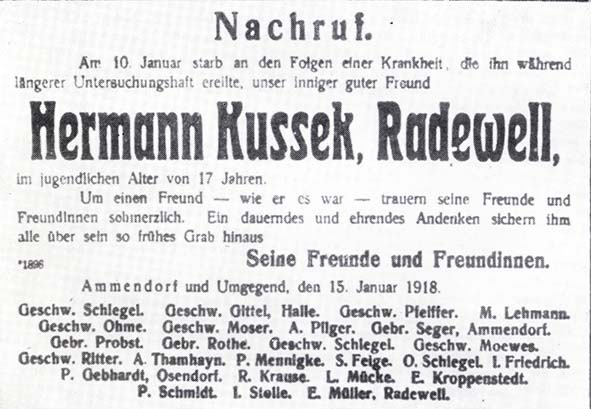 Nachruf.
Am 10. Januar starb an den Folgen einer Krankheit, die ihn während
längerer Untersuchungshaft ereilte, unser inniger guter Freund
Hermann Kussek, Radewell,
im jugendlichen Alter von 17 Jahren.
Um einen Freund — wie er es war — trauern seine Freunde und
Freundinnen schmerzlich. Ein dauerndes und ehrendes Andenken sichern ihm
alle über sein so frühes Grab hinaus
Seine Freunde und Freundinnen.
*1896
Ammendorf und Umgegend, den 15. Januar 1918.
Geschw. Schlegel. Geschw. Gittel, Halle. Geschw. Pfeiffer. M. Lehmann.
Geschw. Ohme. Geschw. Moser. A. Pilger. Gebr. Seger, Ammendorf.
Gebr. Probst. Gebr. Rothe. Geschw. Schlegel. Geschw. Moewes.
Geschw. Ritter. A. Thamhayn. P. Mennigke. S. Feige. O. Schlegel. I. Friedrich.
P. Gebhardt, Osendorf. R. Krause. L. Mücke. E. Kroppenstedt.
P. Schmidt. I. Stolle. E. Müller, Radewell.